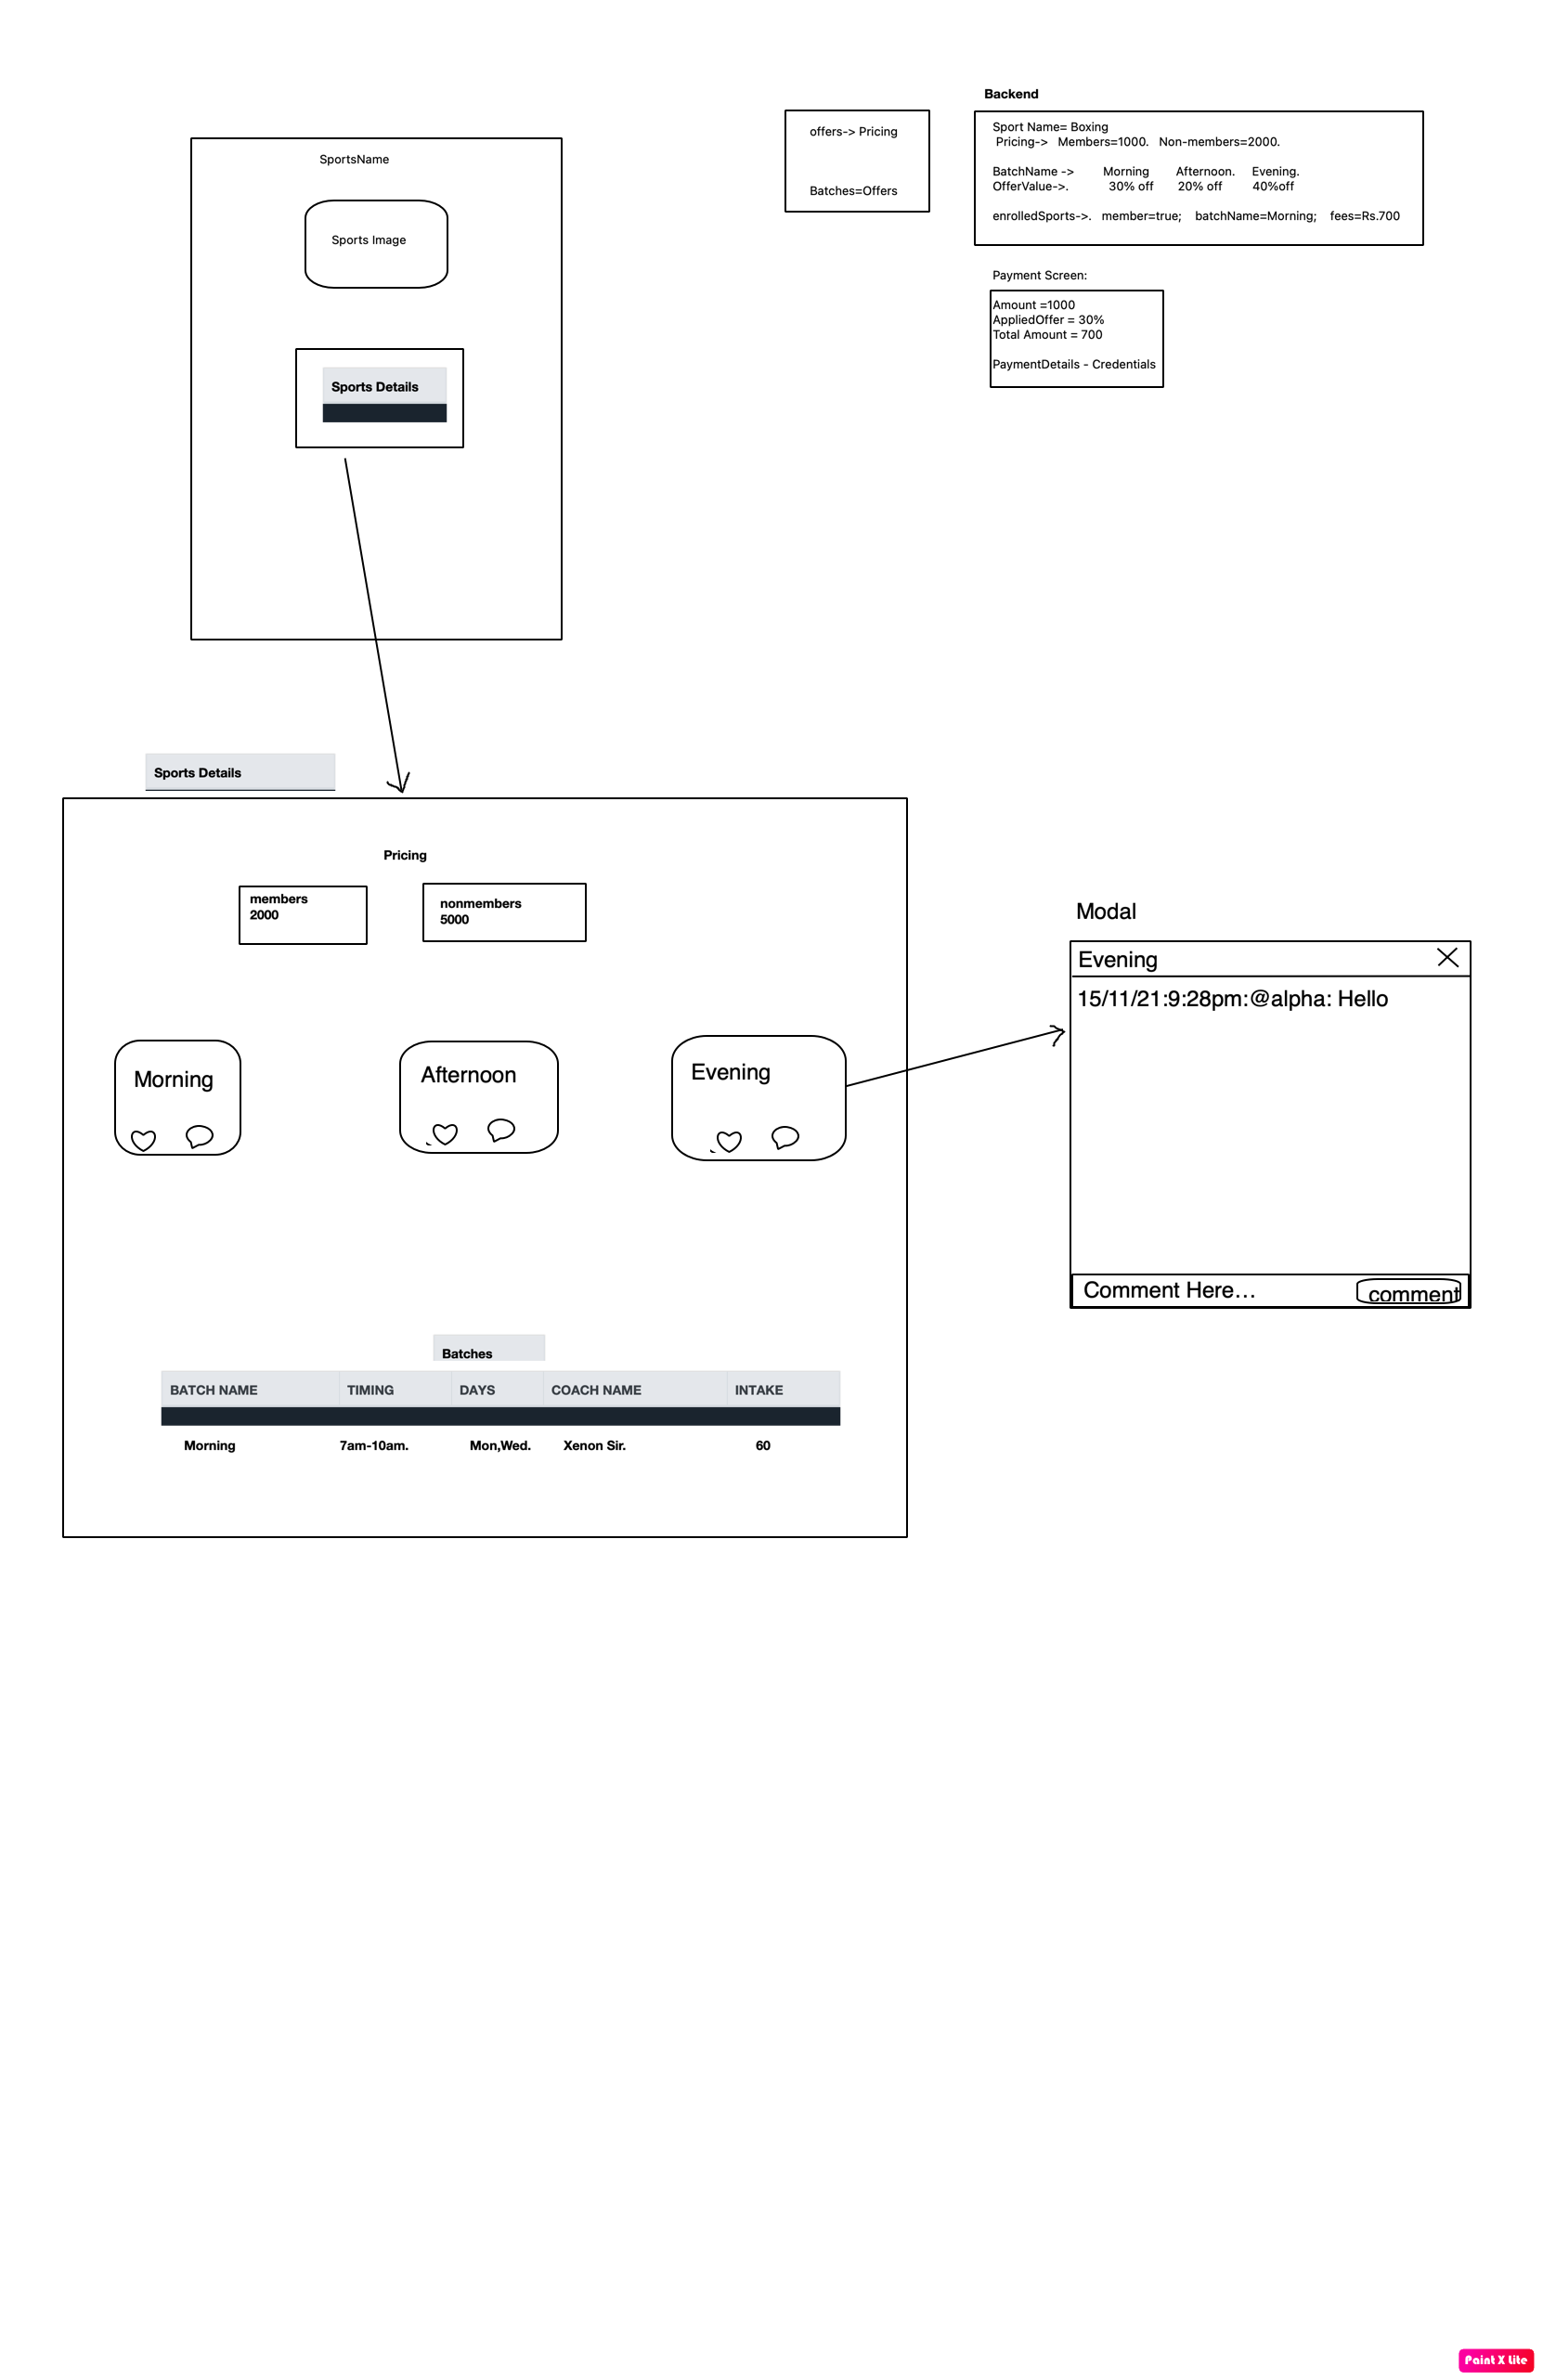 Backend
SportsName
Sports Image
Sports Details
offers-> Pricing
Batches=Offers
Sport Name= Boxing
Pricing-> Members=1000. Non-members=2000.
BatchName -> Morning Afternoon. Evening.
OfferValue->. 30% off 20% off 40%off
enrolledSports->. member=true; batchName=Morning; fees=Rs.700
Payment Screen:
Amount =1000
AppliedOffer = 30%
Total Amount = 700
PaymentDetails - Credentials
Sports Details
Pricing
members
2000
nonmembers
5000
Morning
Afternoon
Evening
Modal
Evening
15/11/21:9:28pm:@alpha: Hello
Comment Here...
comment
Batches
BATCH NAME TIMING DAYS COACH NAME INTAKE
Morning 7am-10am. Mon,Wed. Xenon Sir. 60
Paint X Lite